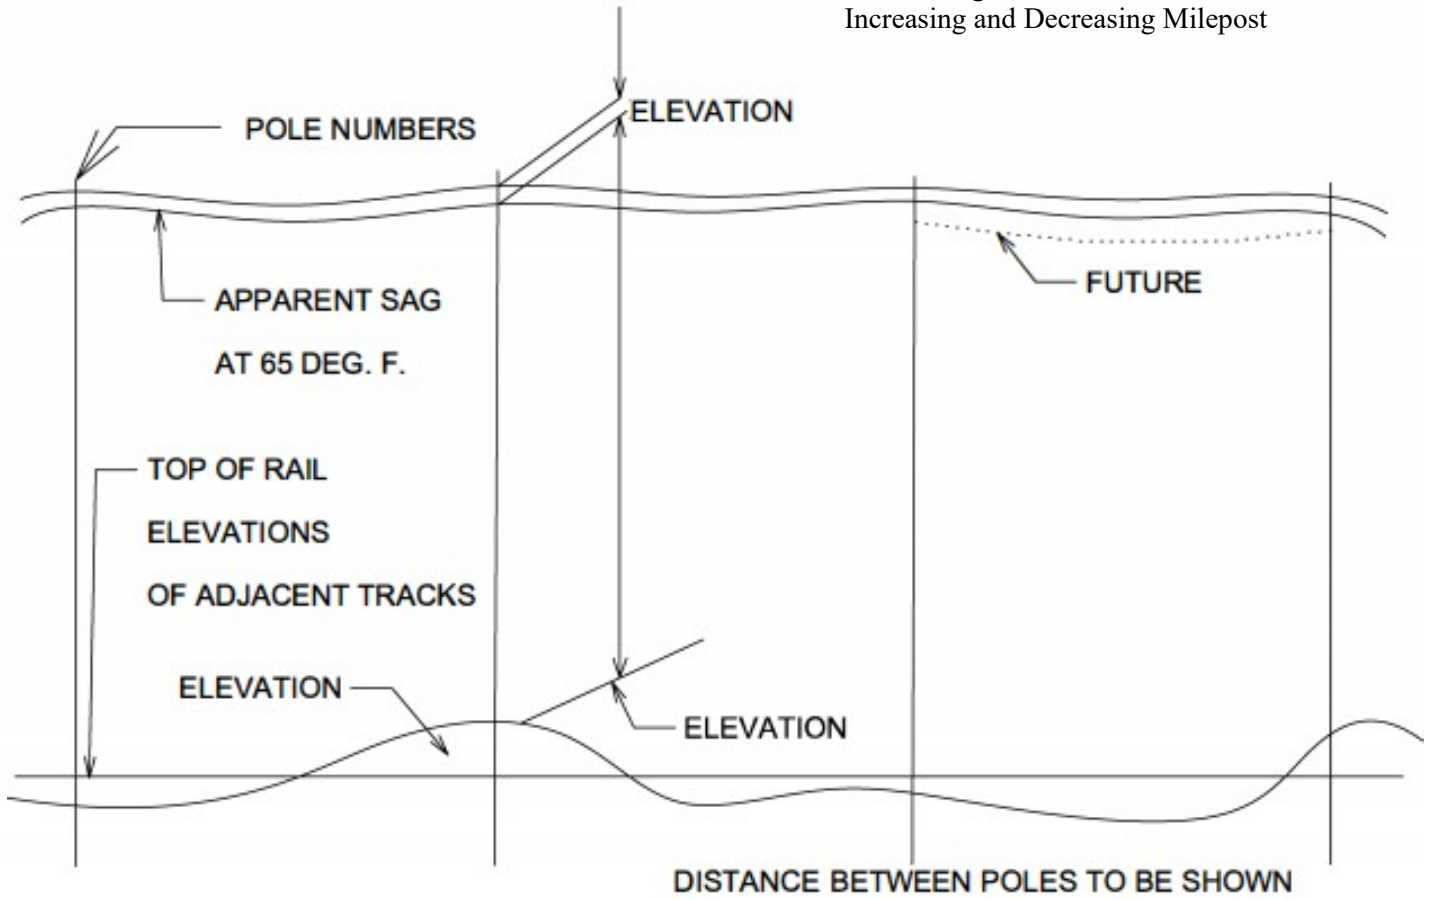 Increasing and Decreasing Milepost
ELEVATION
POLE NUMBERS
FUTURE
APPARENT SAG
AT 65 DEG. F.
TOP OF RAIL
ELEVATIONS
OF ADJACENT TRACKS
ELEVATION
ELEVATION
DISTANCE BETWEEN POLES TO BE SHOWN